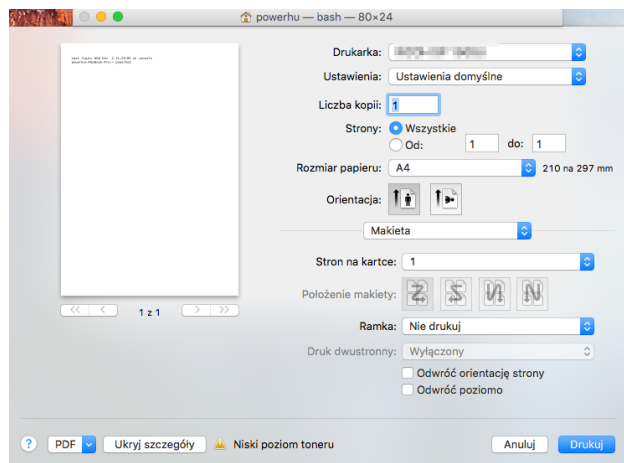 powerhu — bash — 80×24
Drukarka:
Ustawienia: Ustawienia domyślne
Liczba kopii: 1
Strony: Wszystkie
Od: 1 do: 1
Rozmiar papieru: A4 210 na 297 mm
Orientacja:
Makieta
Stron na kartce: 1
Położenie makiety:
Ramka: Nie drukuj
Druk dwustronny: Wyłączony
Odwróć orientację strony
Odwróć poziomo
1 z 1
? PDF Ukryj szczegóły Niski poziom toneru Anuluj Drukuj